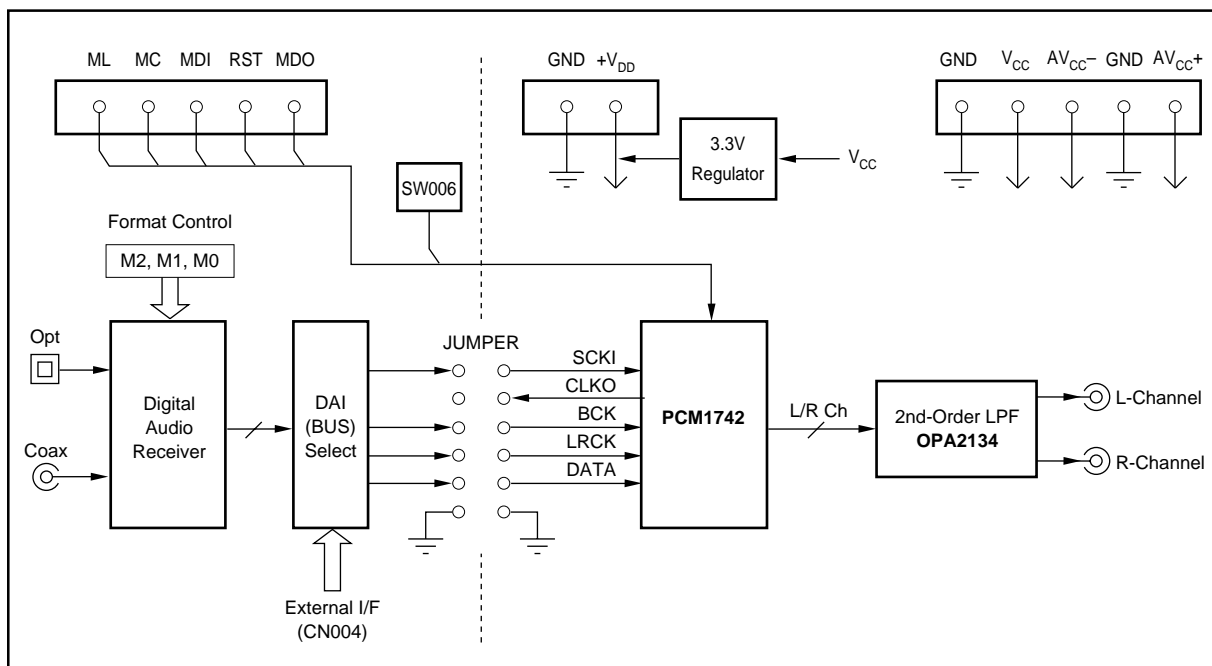 ML MC MDI RST MDO
GND +VDD
GND VCC AVCC− GND AVCC+
3.3V
Regulator
VCC
SW006
Format Control
M2, M1, M0
Opt
Coax
Digital
Audio
Receiver
DAI
(BUS)
Select
External I/F
(CN004)
JUMPER
SCKI
CLKO
BCK
LRCK
DATA
PCM1742
L/R Ch
2nd-Order LPF
OPA2134
L-Channel
R-Channel